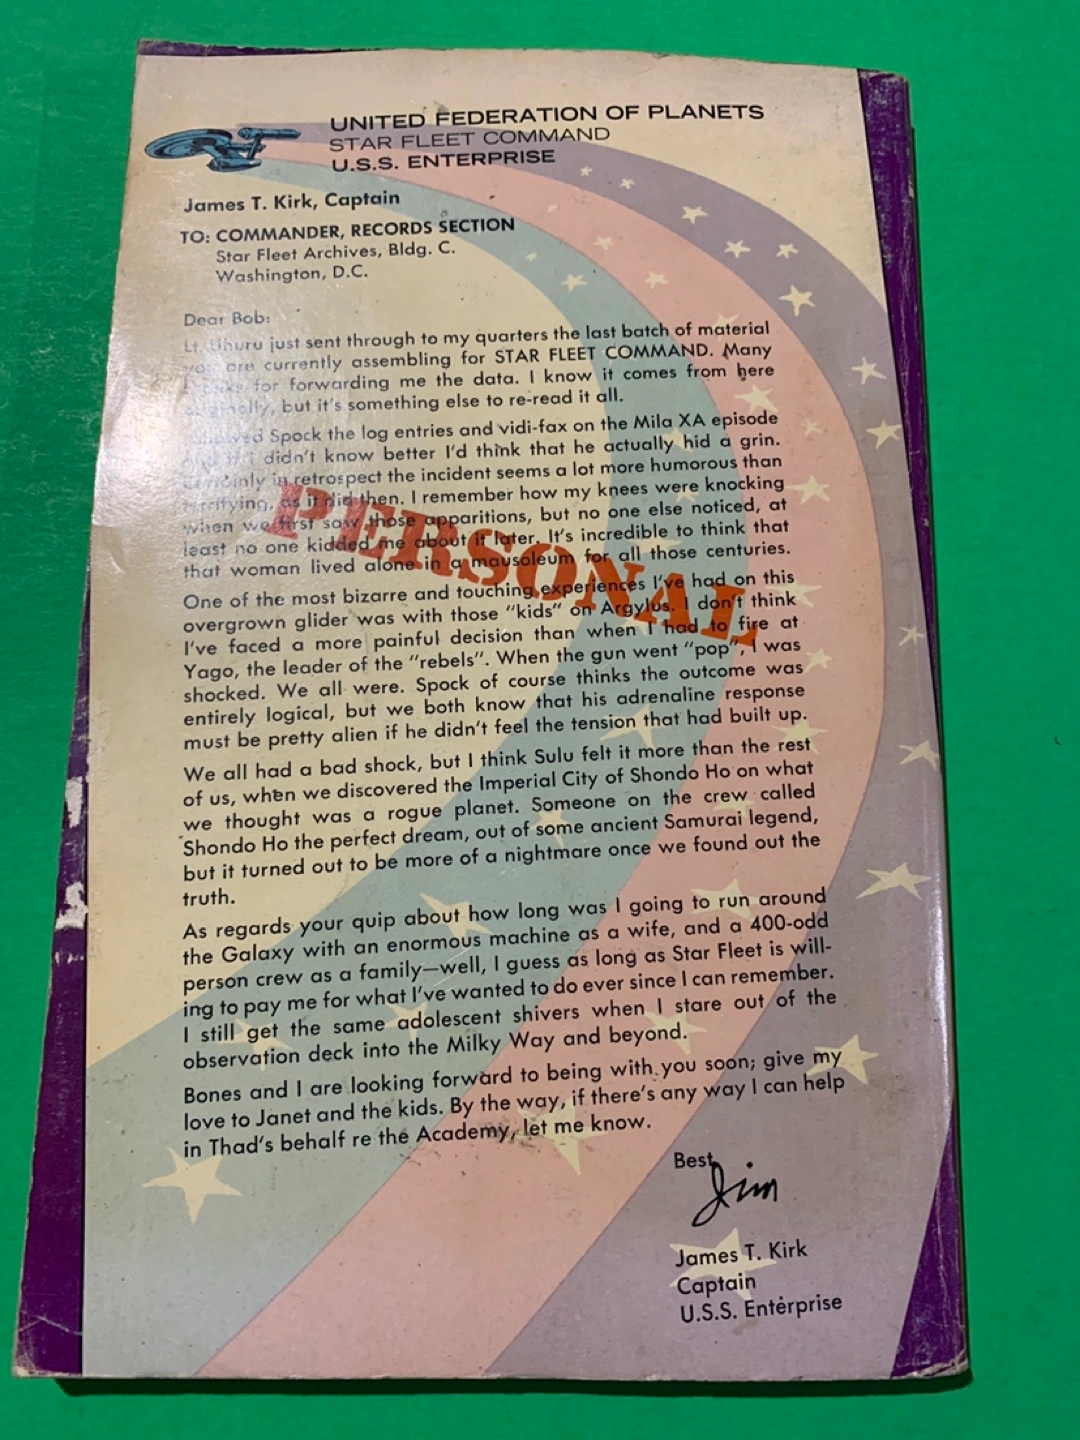 UNITED FEDERATION OF PLANETS
STAR FLEET COMMAND
U.S.S. ENTERPRISE
James T. Kirk, Captain
TO: COMMANDER, RECORDS SECTION
Star Fleet Archives, Bldg. C.
Washington, D.C.
Dear Bob:
Lt. Uhuru just sent through to my quarters the last batch of material
you are currently assembling for STAR FLEET COMMAND. Many
for forwarding me the data. I know it comes from here
originally, but it's something else to re-read it all.
Spock the log entries and vidi-fax on the Mila XA episode
didn't know better I'd think that he actually hid a grin.
Certainly in retrospect the incident seems a lot more humorous than
terrifying, as it did then. I remember how my knees were knocking
when we first saw those apparitions, but no one else noticed, at
least no one kidded me about it later. It's incredible to think that
that woman lived alone in a mausoleum for all those centuries.
PERSONAL
One of the most bizarre and touching experiences I've had on this
overgrown glider was with those "kids" on Argylus. I don't think
I've faced a more painful decision than when I had to fire at
Yago, the leader of the "rebels". When the gun went "pop", I was
shocked. We all were. Spock of course thinks the outcome was
entirely logical, but we both know that his adrenaline response
must be pretty alien if he didn't feel the tension that had built up.
We all had a bad shock, but I think Sulu felt it more than the rest
of us, when we discovered the Imperial City of Shondo Ho on what
we thought was a rogue planet. Someone on the crew called
Shondo Ho the perfect dream, out of some ancient Samurai legend,
but it turned out to be more of a nightmare once we found out the
truth.
As regards your quip about how long was I going to run around
the Galaxy with an enormous machine as a wife, and a 400-odd
person crew as a family—well, I guess as long as Star Fleet is will-
ing to pay me for what I've wanted to do ever since I can remember.
I still get the same adolescent shivers when I stare out of the
observation deck into the Milky Way and beyond.
Bones and I are looking forward to being with you soon; give my
love to Janet and the kids. By the way, if there's any way I can help
in Thad's behalf re the Academy, let me know.
Best,
Jim
James T. Kirk
Captain
U.S.S. Enterprise